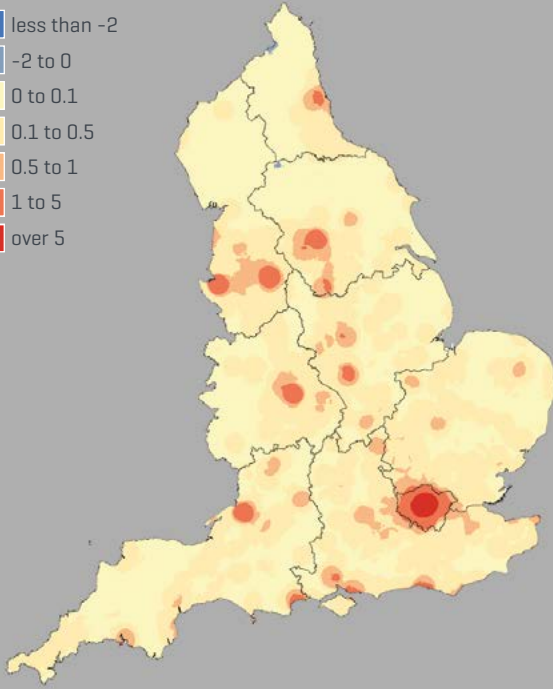 less than -2
-2 to 0
0 to 0.1
0.1 to 0.5
0.5 to 1
1 to 5
over 5